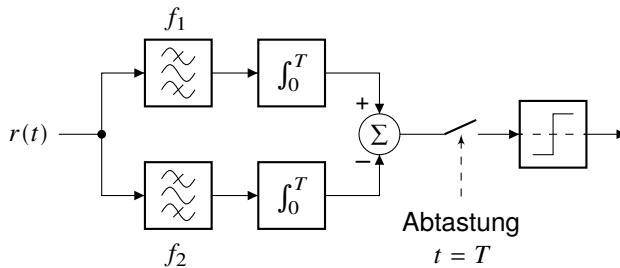 f₁
∫₀ᵀ
+
r(t)
Σ
−
∫₀ᵀ
f₂
Abtastung
t = T